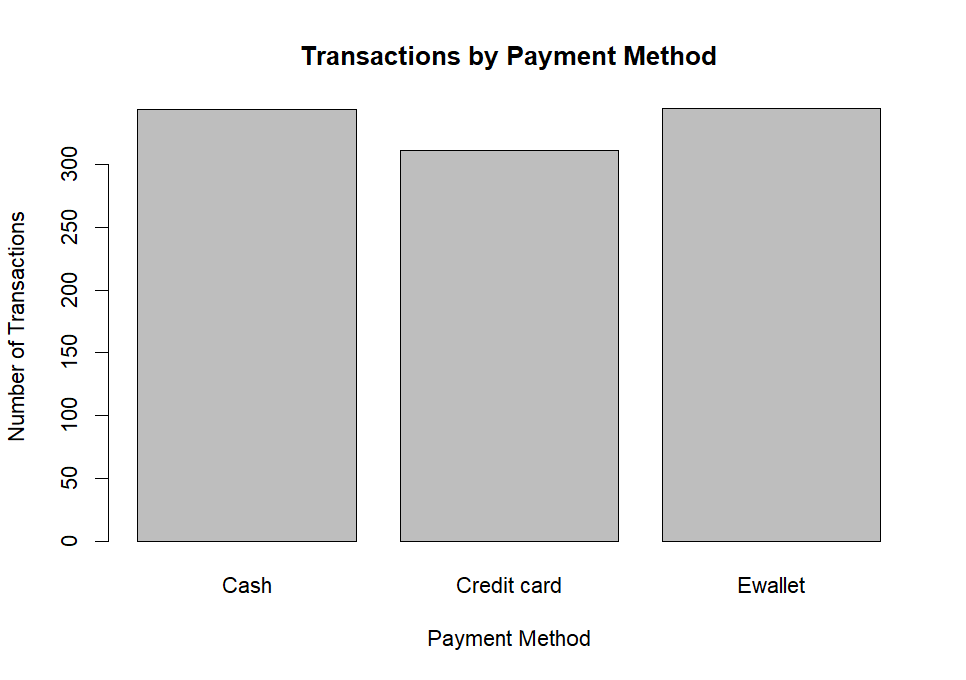 Transactions by Payment Method
Number of Transactions
300
250
200
150
100
50
0
Cash
Credit card
Ewallet
Payment Method